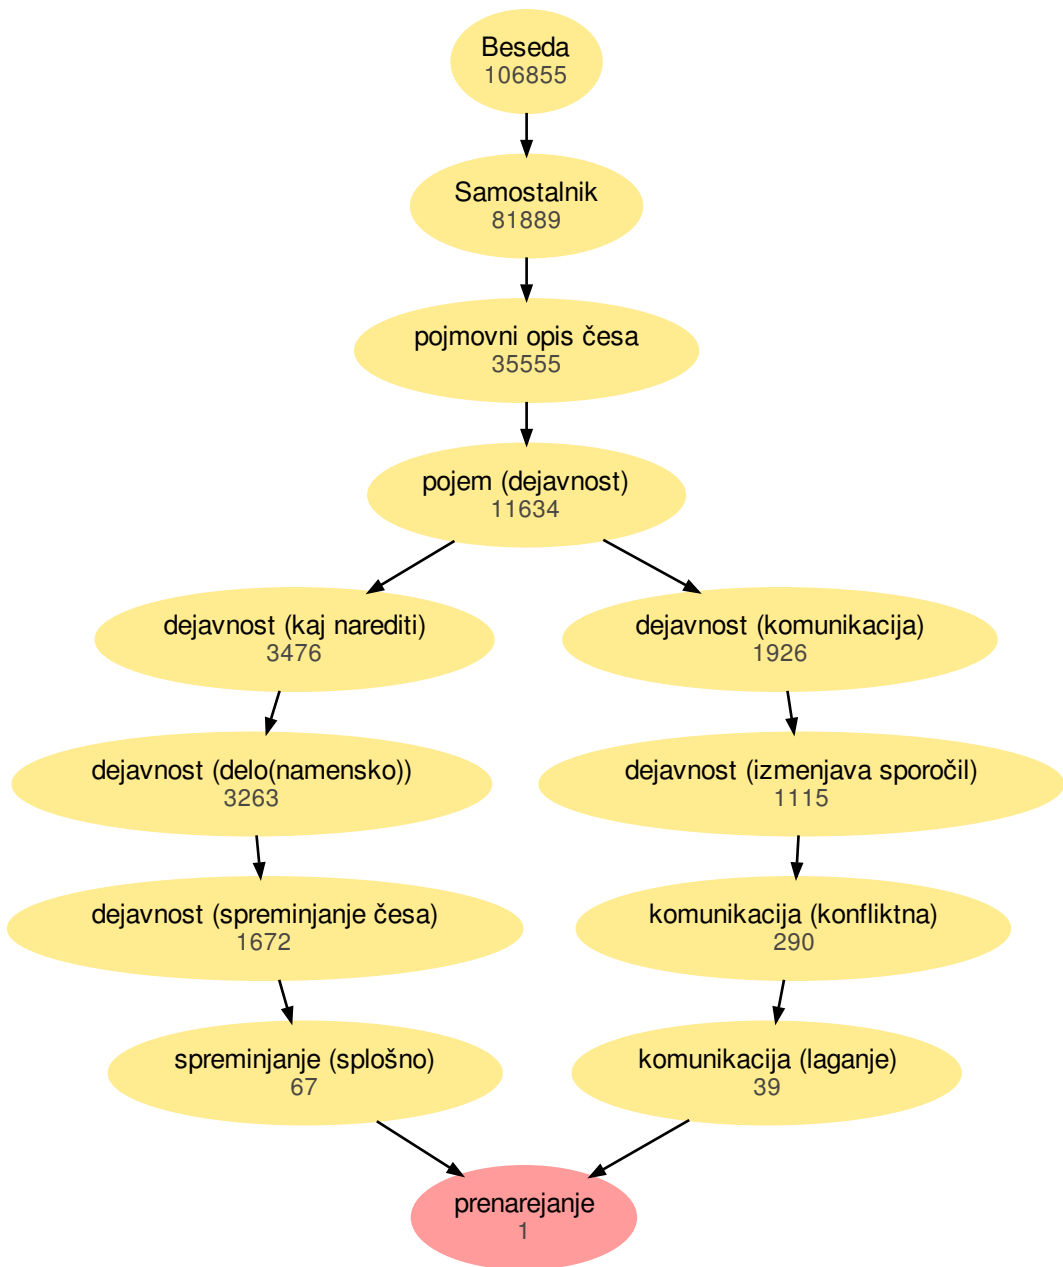 Beseda
106855
Samostalnik
81889
pojmovni opis česa
35555
pojem (dejavnost)
11634
dejavnost (kaj narediti)
3476
dejavnost (komunikacija)
1926
dejavnost (delo(namensko))
3263
dejavnost (izmenjava sporočil)
1115
dejavnost (spreminjanje česa)
1672
komunikacija (konfliktna)
290
spreminjanje (splošno)
67
komunikacija (laganje)
39
prenarejanje
1